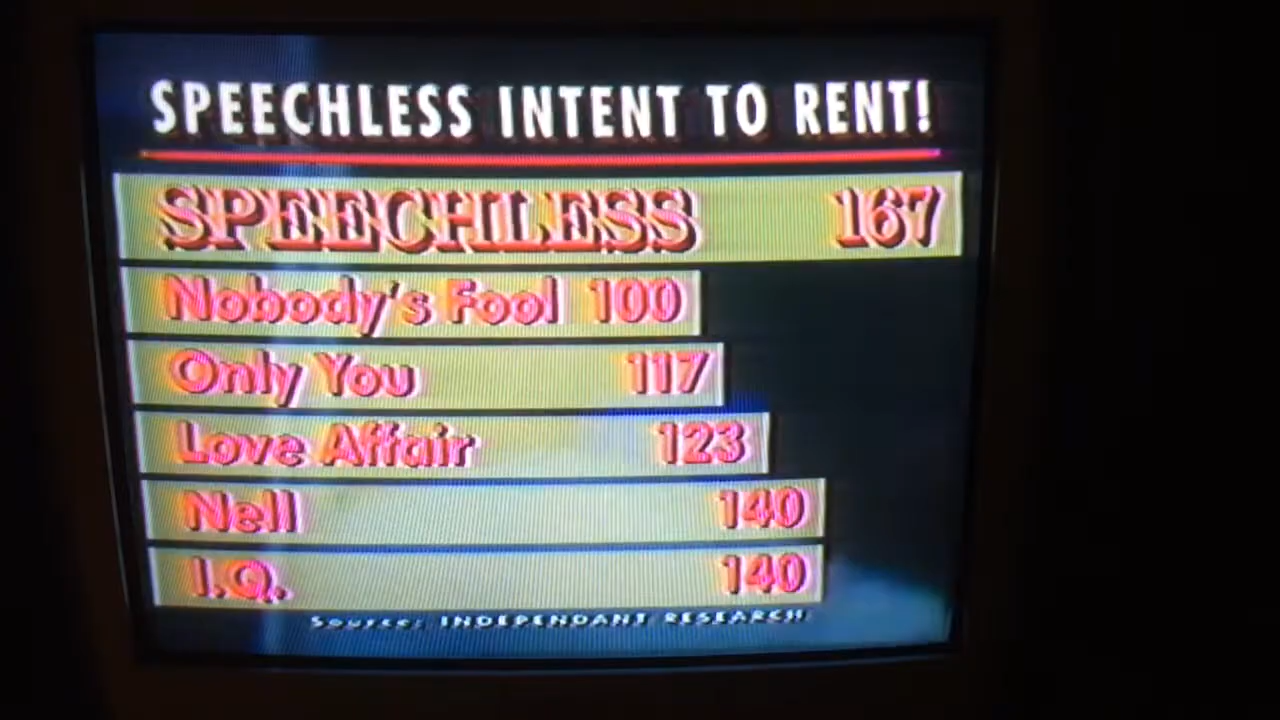 SPEECHLESS INTENT TO RENT!
SPEECHLESS 167
Nobody's Fool 100
Only You 117
Love Affair 123
Nell 140
I.Q. 140
Source: INDEPENDANT RESEARCH